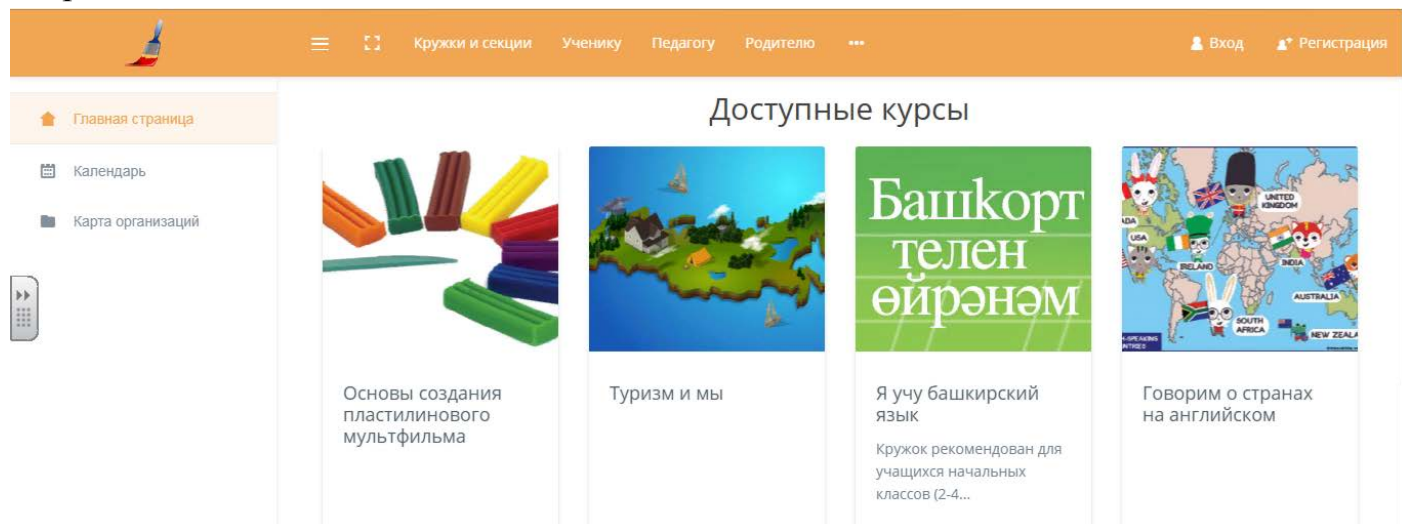 Кружки и секции Ученику Педагогу Родителю ••• Вход Регистрация
Главная страница
Календарь
Карта организаций
Доступные курсы
Башҡорт
телен
өйрәнәм
UNITED
KINGDOM
USA
IRELAND
INDIA
AUSTRALIA
SOUTH
AFRICA
NEW ZEALA
Основы создания
пластилинового
мультфильма
Туризм и мы
Я учу башкирский
язык
Кружок рекомендован для
учащихся начальных
классов (2-4...
Говорим о странах
на английском